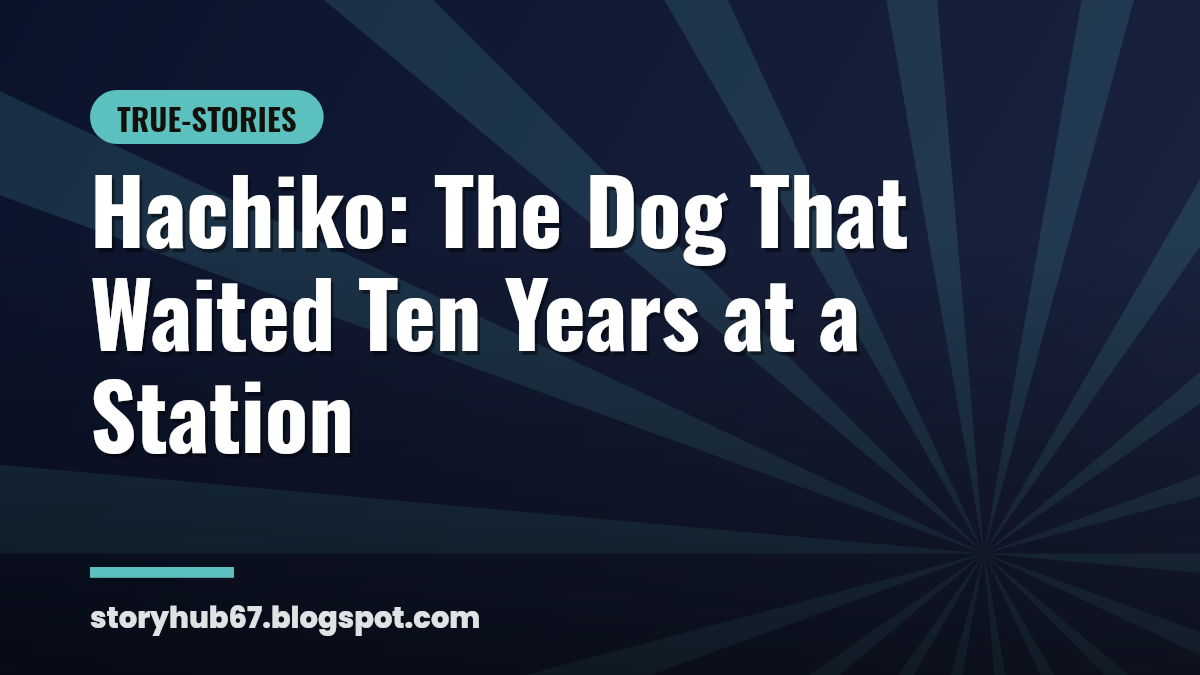 TRUE-STORIES
Hachiko: The Dog That
Waited Ten Years at a
Station
storyhub67.blogspot.com